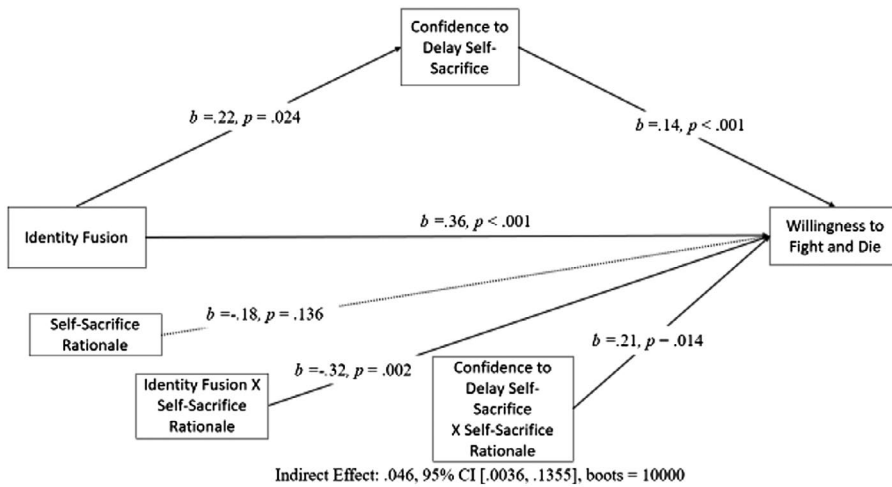 Confidence to
Delay Self-
Sacrifice
b =.22, p = .024
b =.14, p < .001
Identity Fusion
b =.36, p < .001
Willingness to
Fight and Die
Self-Sacrifice
Rationale
b =-.18, p = .136
Identity Fusion X
Self-Sacrifice
Rationale
b =-.32, p = .002
Confidence to
Delay Self-
Sacrifice
X Self-Sacrifice
Rationale
b =.21, p = .014
Indirect Effect: .046, 95% CI [.0036, .1355], boots = 10000